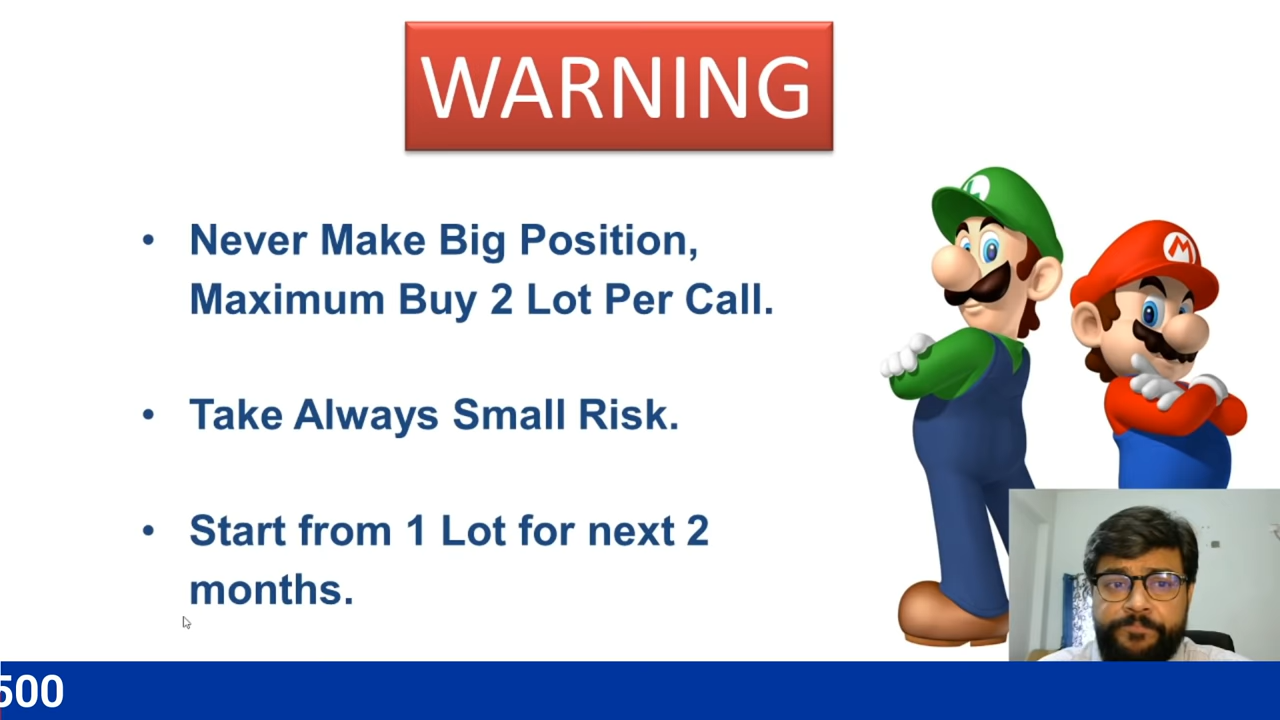 WARNING
• Never Make Big Position,
Maximum Buy 2 Lot Per Call.
• Take Always Small Risk.
• Start from 1 Lot for next 2
months.
500